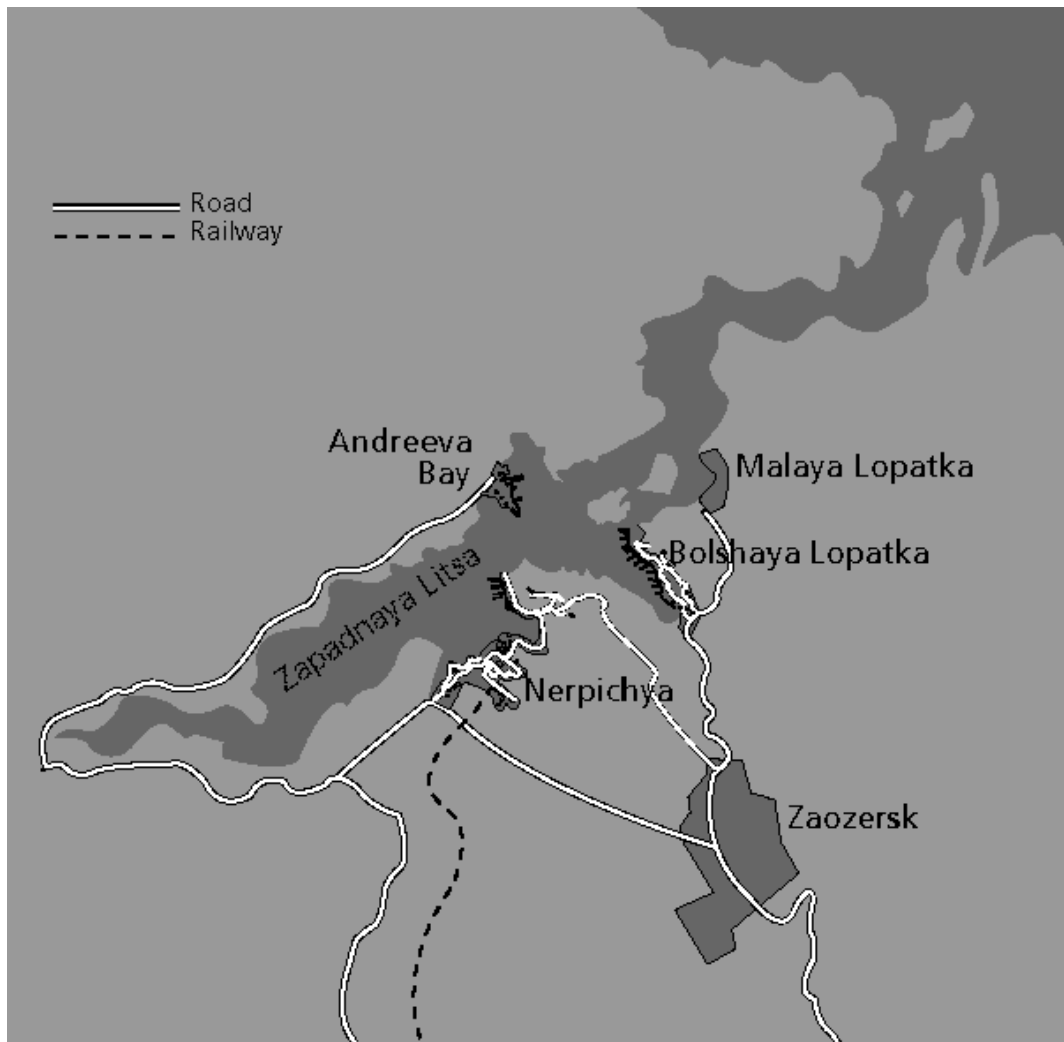 Road
Railway
Andreeva
Bay
Malaya Lopatka
Bolshaya Lopatka
Zapadnaya Litsa
Nerpichya
Zaozersk